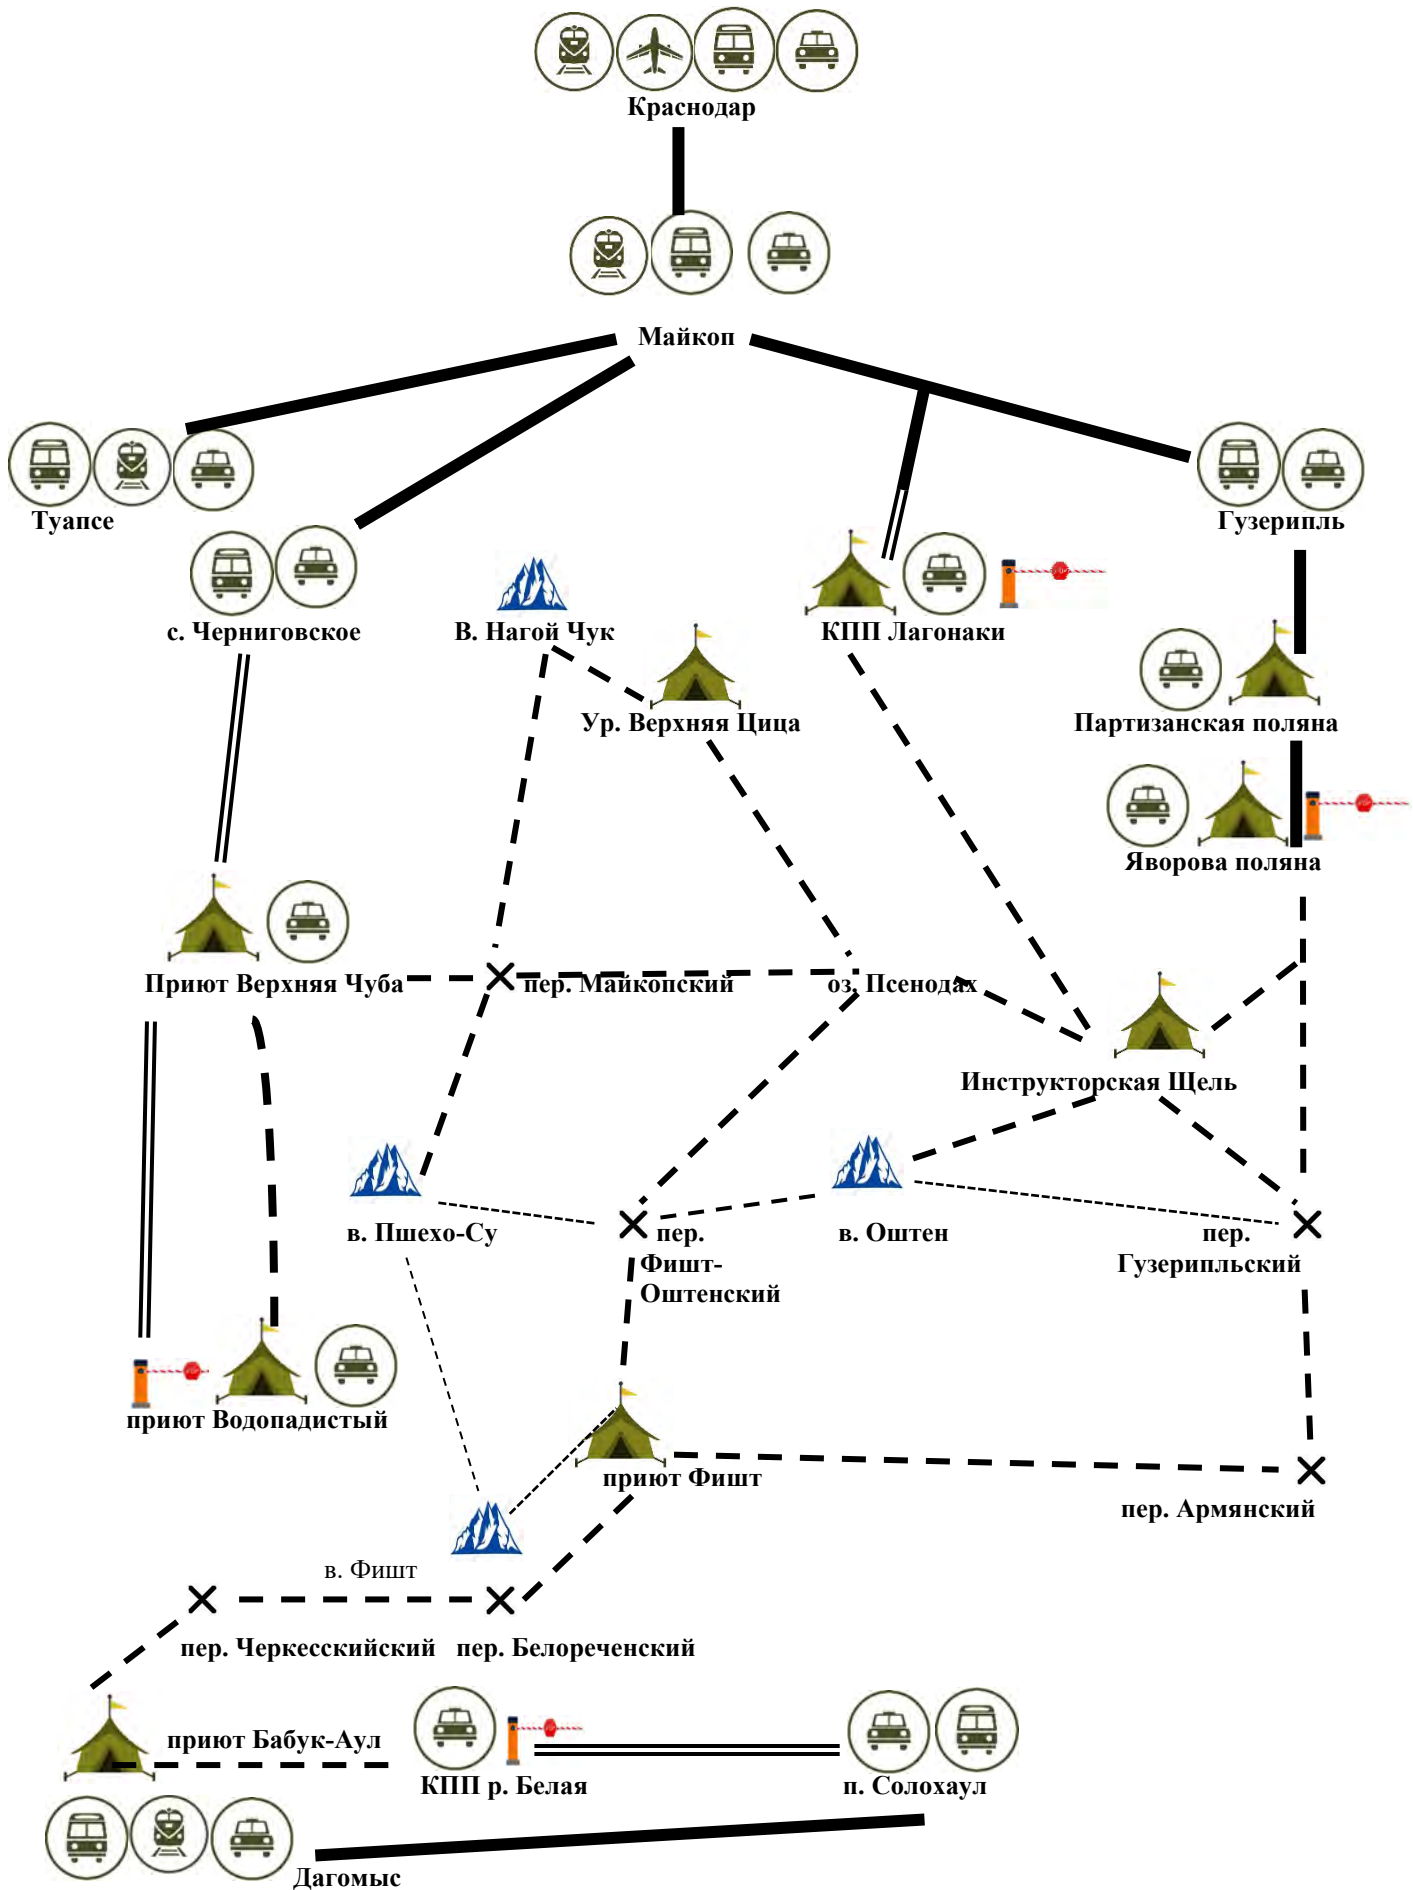 Краснодар
Майкоп
Туапсе
Гузерипль
с. Черниговское
В. Нагой Чук
КПП Лагонаки
Ур. Верхняя Цица
Партизанская поляна
Яворова поляна
Приют Верхняя Чуба
пер. Майкопский
оз. Псенодах
Инструкторская Щель
в. Пшехо-Су
пер.
Фишт-
Оштенский
в. Оштен
пер.
Гузерипльский
приют Водопадистый
приют Фишт
пер. Армянский
в. Фишт
пер. Черкесскийский
пер. Белореченский
приют Бабук-Аул
КПП р. Белая
п. Солохаул
Дагомыс